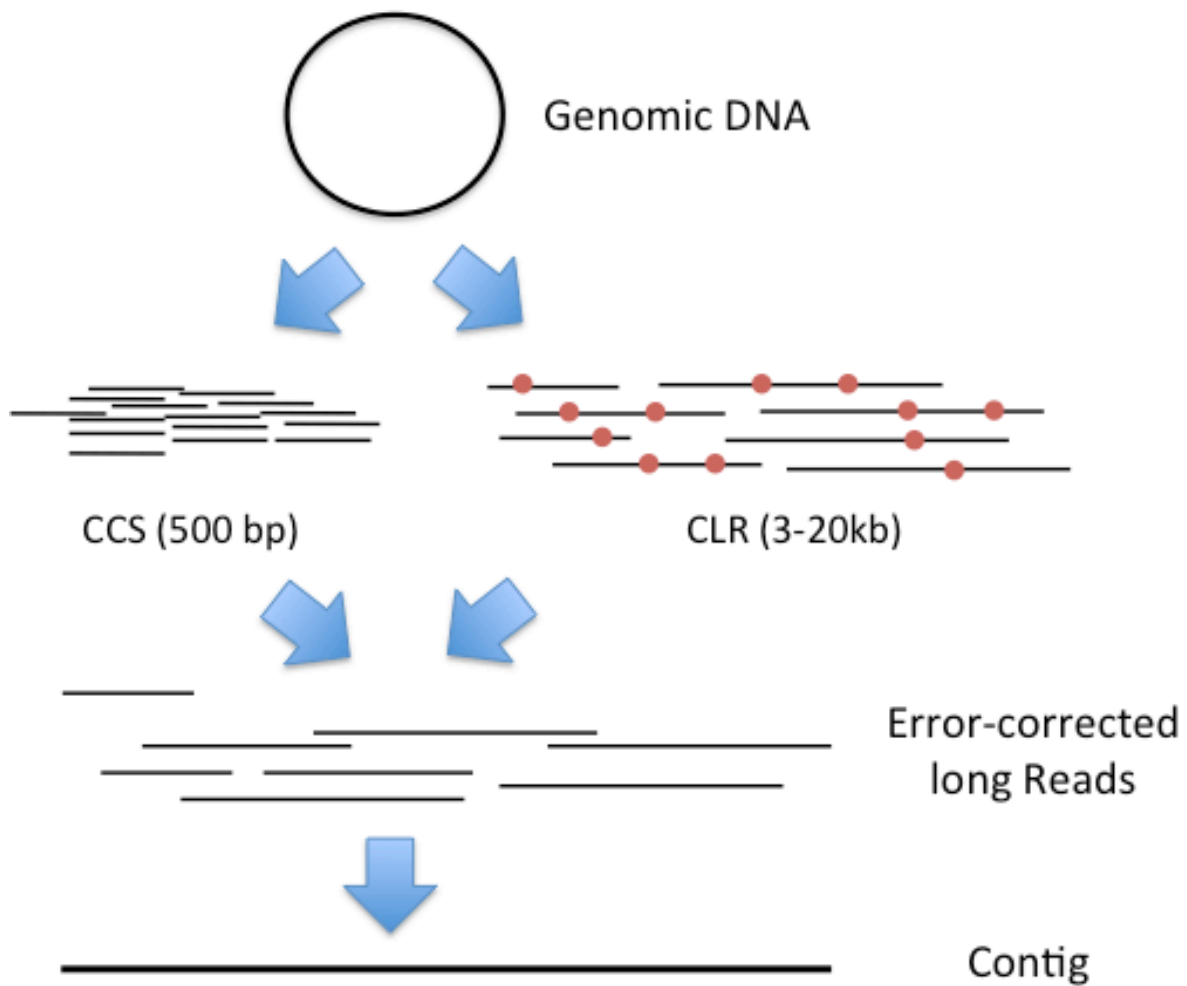 Genomic DNA
CCS (500 bp)
CLR (3-20kb)
Error-corrected
long Reads
Contig